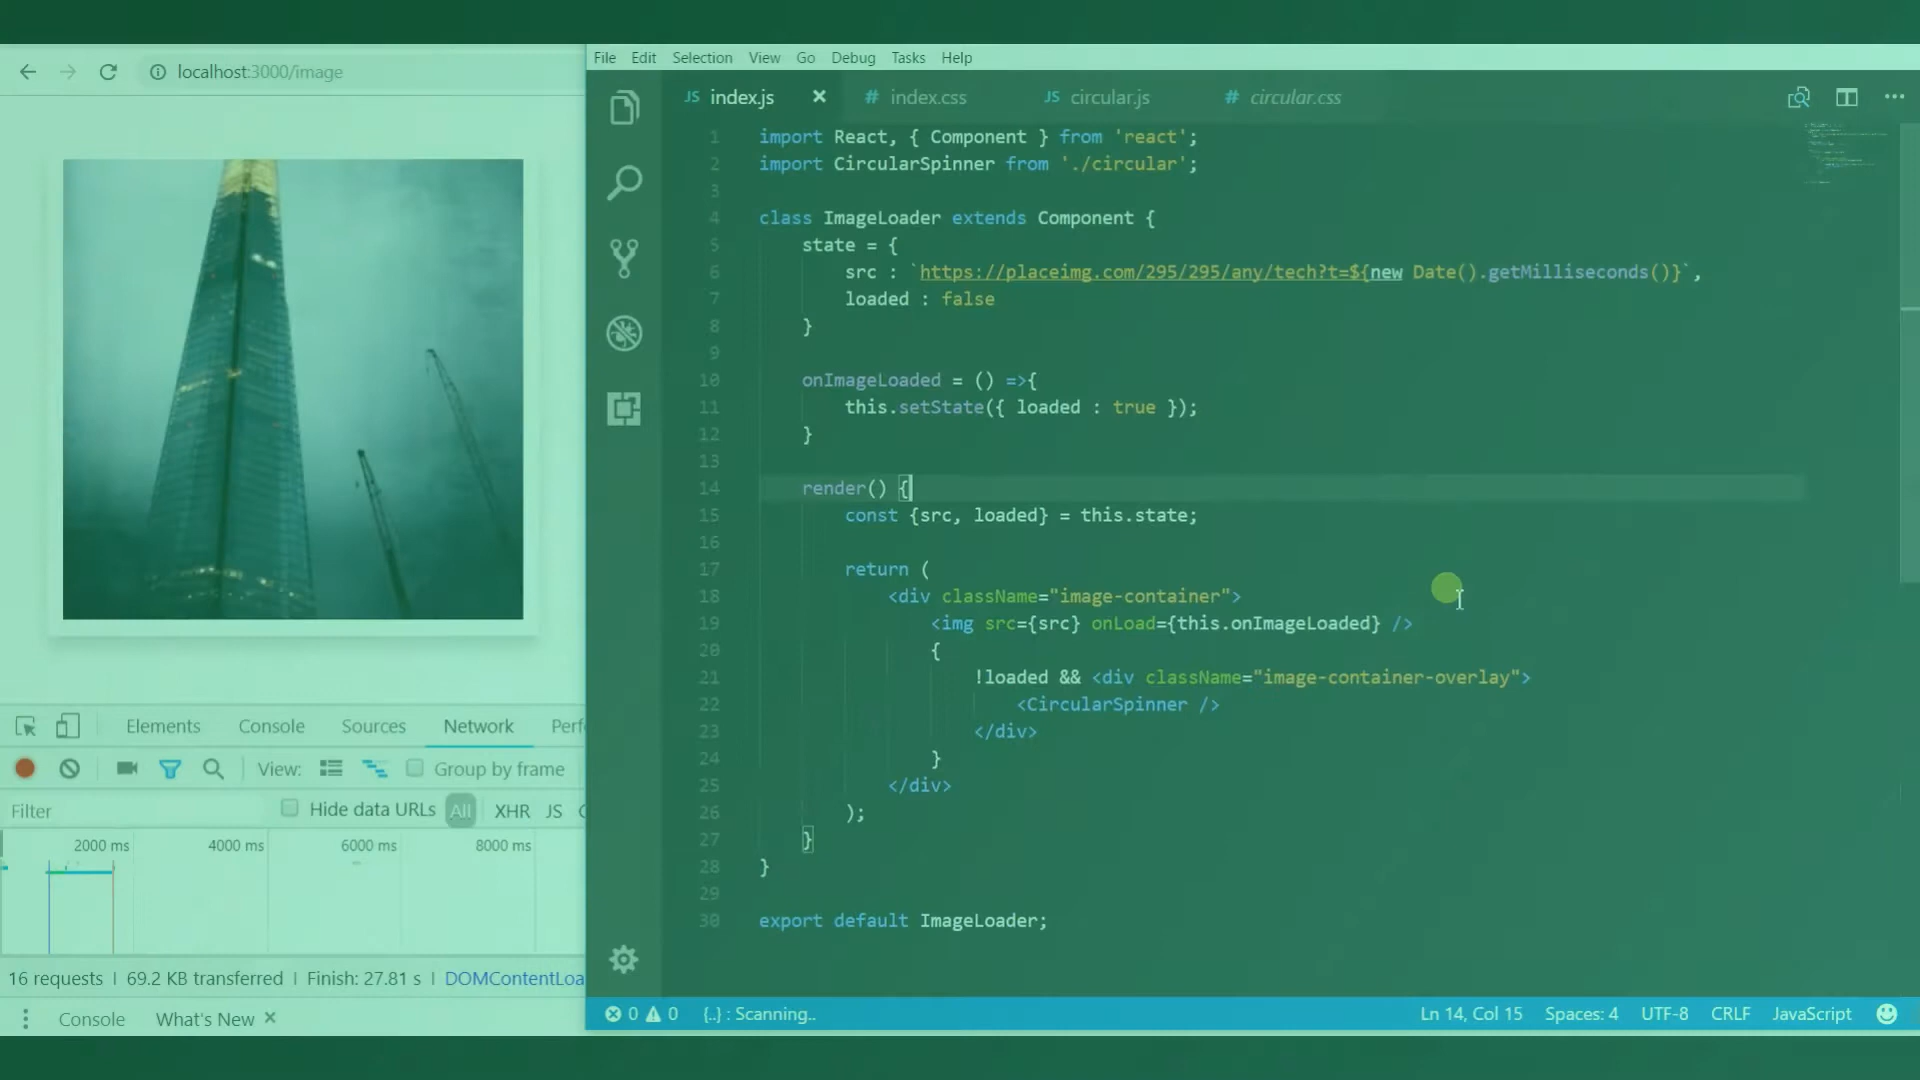 localhost:3000/image
File Edit Selection View Go Debug Tasks Help
JS index.js × # index.css JS circular.js # circular.css
1 import React, { Component } from 'react';
2 import CircularSpinner from './circular';
3
4 class ImageLoader extends Component {
5 state = {
6 src : `https://placeimg.com/295/295/any/tech?t=${new Date().getMilliseconds()}`,
7 loaded : false
8 }
9
10 onImageLoaded = () =>{
11 this.setState({ loaded : true });
12 }
13
14 render() {
15 const {src, loaded} = this.state;
16
17 return (
18 <div className="image-container">
19 <img src={src} onLoad={this.onImageLoaded} />
20 {
21 !loaded && <div className="image-container-overlay">
22 <CircularSpinner />
23 </div>
24 }
25 </div>
26 );
27 }
28 }
29
30 export default ImageLoader;
Elements Console Sources Network Perf
View: Group by frame
Filter Hide data URLs All XHR JS
2000 ms 4000 ms 6000 ms 8000 ms
16 requests | 69.2 KB transferred | Finish: 27.81 s | DOMContentLoa
Console What's New ×
0 0 {..} : Scanning.. Ln 14, Col 15 Spaces: 4 UTF-8 CRLF JavaScript